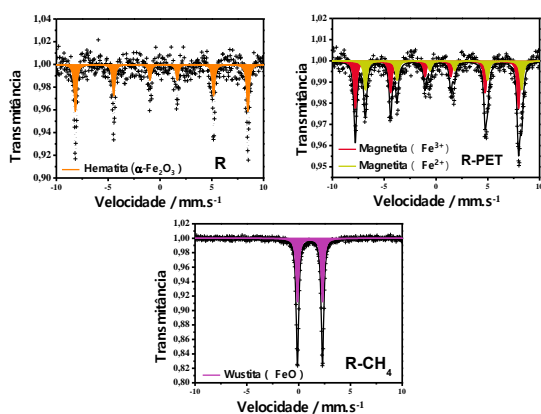 Transmitância
1,04
1,02
1,00
0,98
0,96
0,94
0,92
0,90
Hematita (α-Fe₂O₃)
R
-10 -5 0 5 10
Velocidade / mm.s⁻¹
Transmitância
1,01
1,00
0,99
0,98
0,97
0,96
0,95
Magnetita ( Fe³⁺)
Magnetita ( Fe²⁺)
R-PET
-10 -5 0 5 10
Velocidade / mm.s⁻¹
Transmitância
1,02
1,00
0,98
0,96
0,94
0,92
0,90
0,88
0,86
0,84
0,82
0,80
Wustita ( FeO)
R-CH₄
-10 -5 0 5 10
Velocidade / mm.s⁻¹